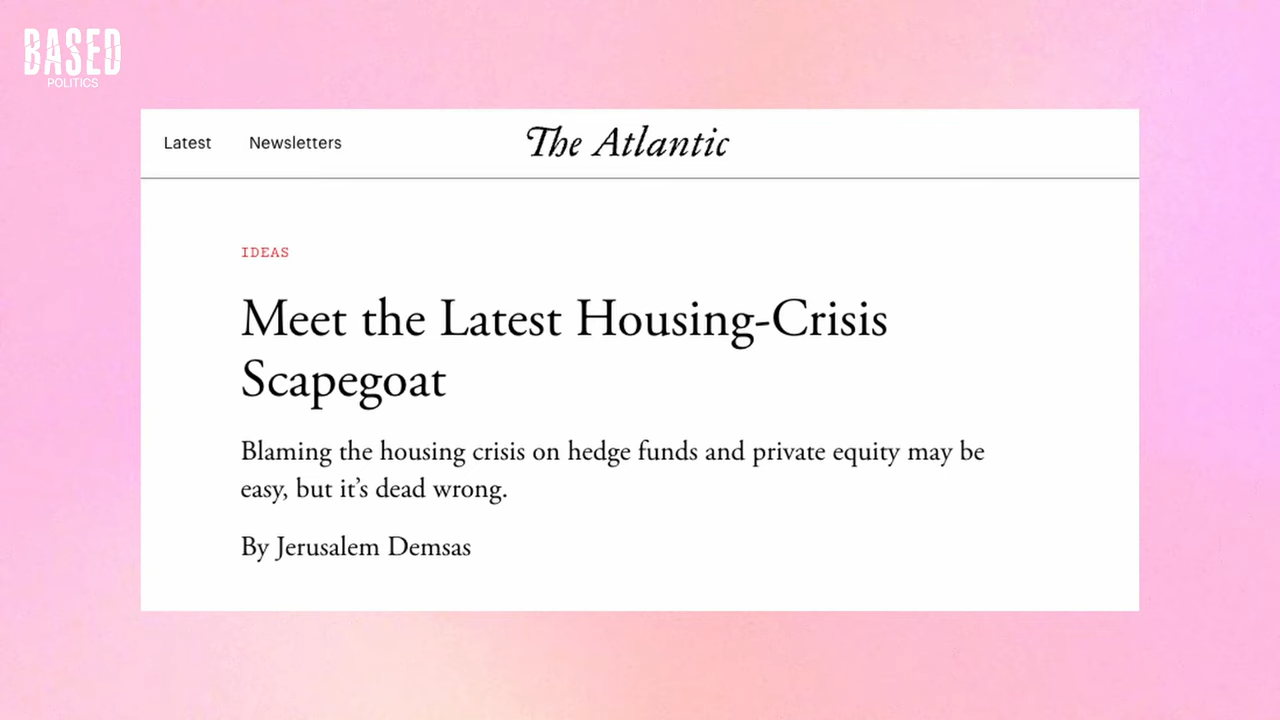 BASED
POLITICS
Latest Newsletters The Atlantic
IDEAS
Meet the Latest Housing-Crisis
Scapegoat
Blaming the housing crisis on hedge funds and private equity may be
easy, but it’s dead wrong.
By Jerusalem Demsas